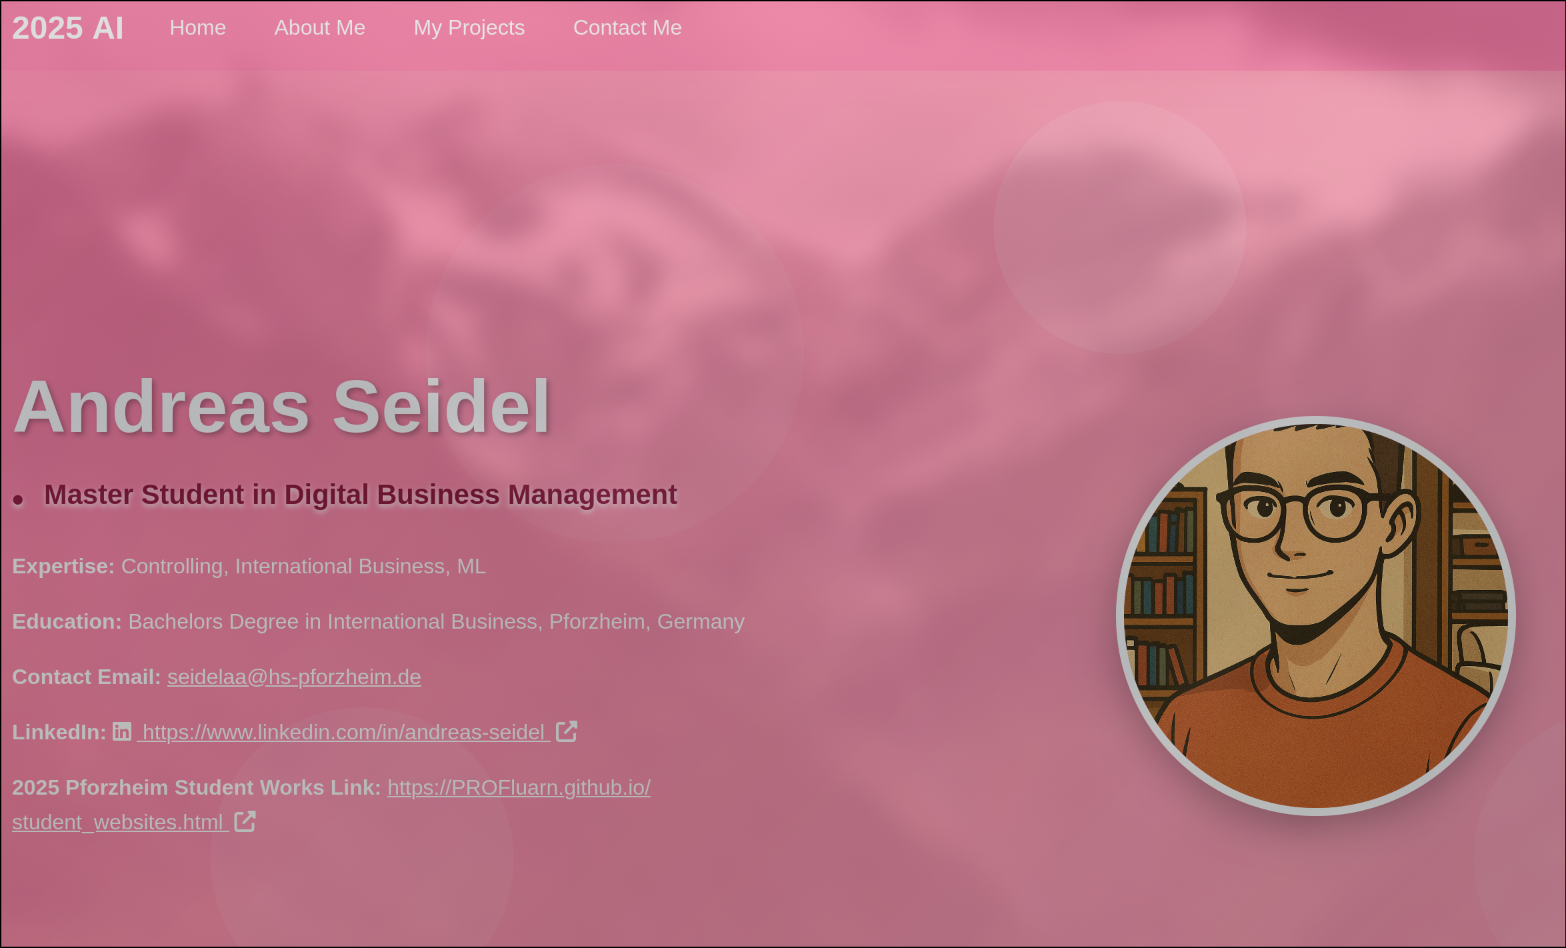 2025 AI Home About Me My Projects Contact Me
Andreas Seidel
• Master Student in Digital Business Management
Expertise: Controlling, International Business, ML
Education: Bachelors Degree in International Business, Pforzheim, Germany
Contact Email: seidelaa@hs-pforzheim.de
LinkedIn: https://www.linkedin.com/in/andreas-seidel
2025 Pforzheim Student Works Link: https://PROFluarn.github.io/
student_websites.html